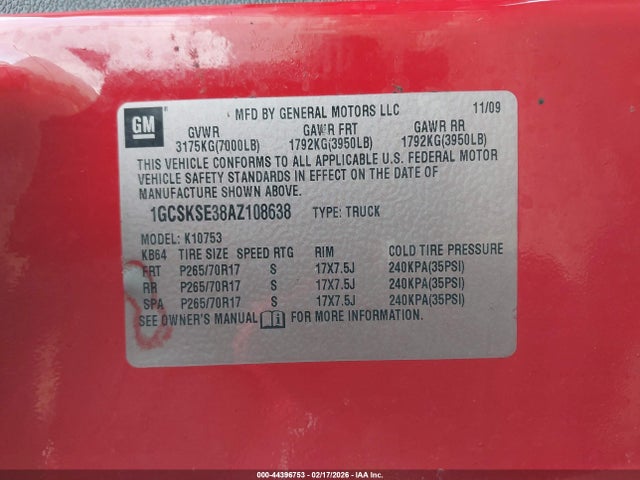 GM
MFD BY GENERAL MOTORS LLC 11/09
GVWR GAWR FRT GAWR RR
3175KG(7000LB) 1792KG(3950LB) 1792KG(3950LB)
THIS VEHICLE CONFORMS TO ALL APPLICABLE U.S. FEDERAL MOTOR
VEHICLE SAFETY STANDARDS IN EFFECT ON THE DATE OF
MANUFACTURE SHOWN ABOVE.
1GCSKSE38AZ108638 TYPE: TRUCK
MODEL: K10753
KB64 TIRE SIZE SPEED RTG RIM COLD TIRE PRESSURE
FRT P265/70R17 S 17X7.5J 240KPA(35PSI)
RR P265/70R17 S 17X7.5J 240KPA(35PSI)
SPA P265/70R17 S 17X7.5J 240KPA(35PSI)
SEE OWNER'S MANUAL FOR MORE INFORMATION.
000-44396753 - 02/17/2026 - COPYRIGHT IAA, LLC